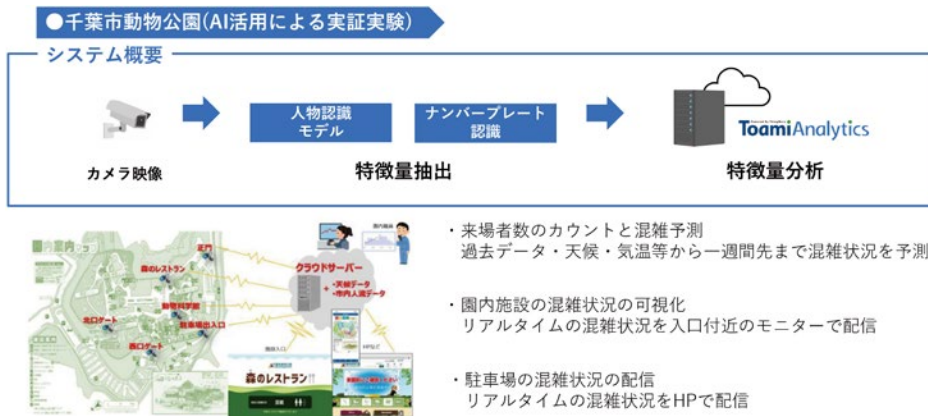 ●千葉市動物公園(AI活用による実証実験)
システム概要
人物認識
モデル
ナンバープレート
認識
ToamiAnalytics
カメラ映像
特徴量抽出
特徴量分析
・来場者数のカウントと混雑予測
過去データ・天候・気温等から一週間先まで混雑状況を予測
・園内施設の混雑状況の可視化
リアルタイムの混雑状況を入口付近のモニターで配信
・駐車場の混雑状況の配信
リアルタイムの混雑状況をHPで配信
正門
森のレストラン
動物科学館
北口ゲート
駐車場出入口
西口ゲート
クラウドサーバー
+
・天候データ
・市内人流データ
施設入口
HPなど
森のレストラン